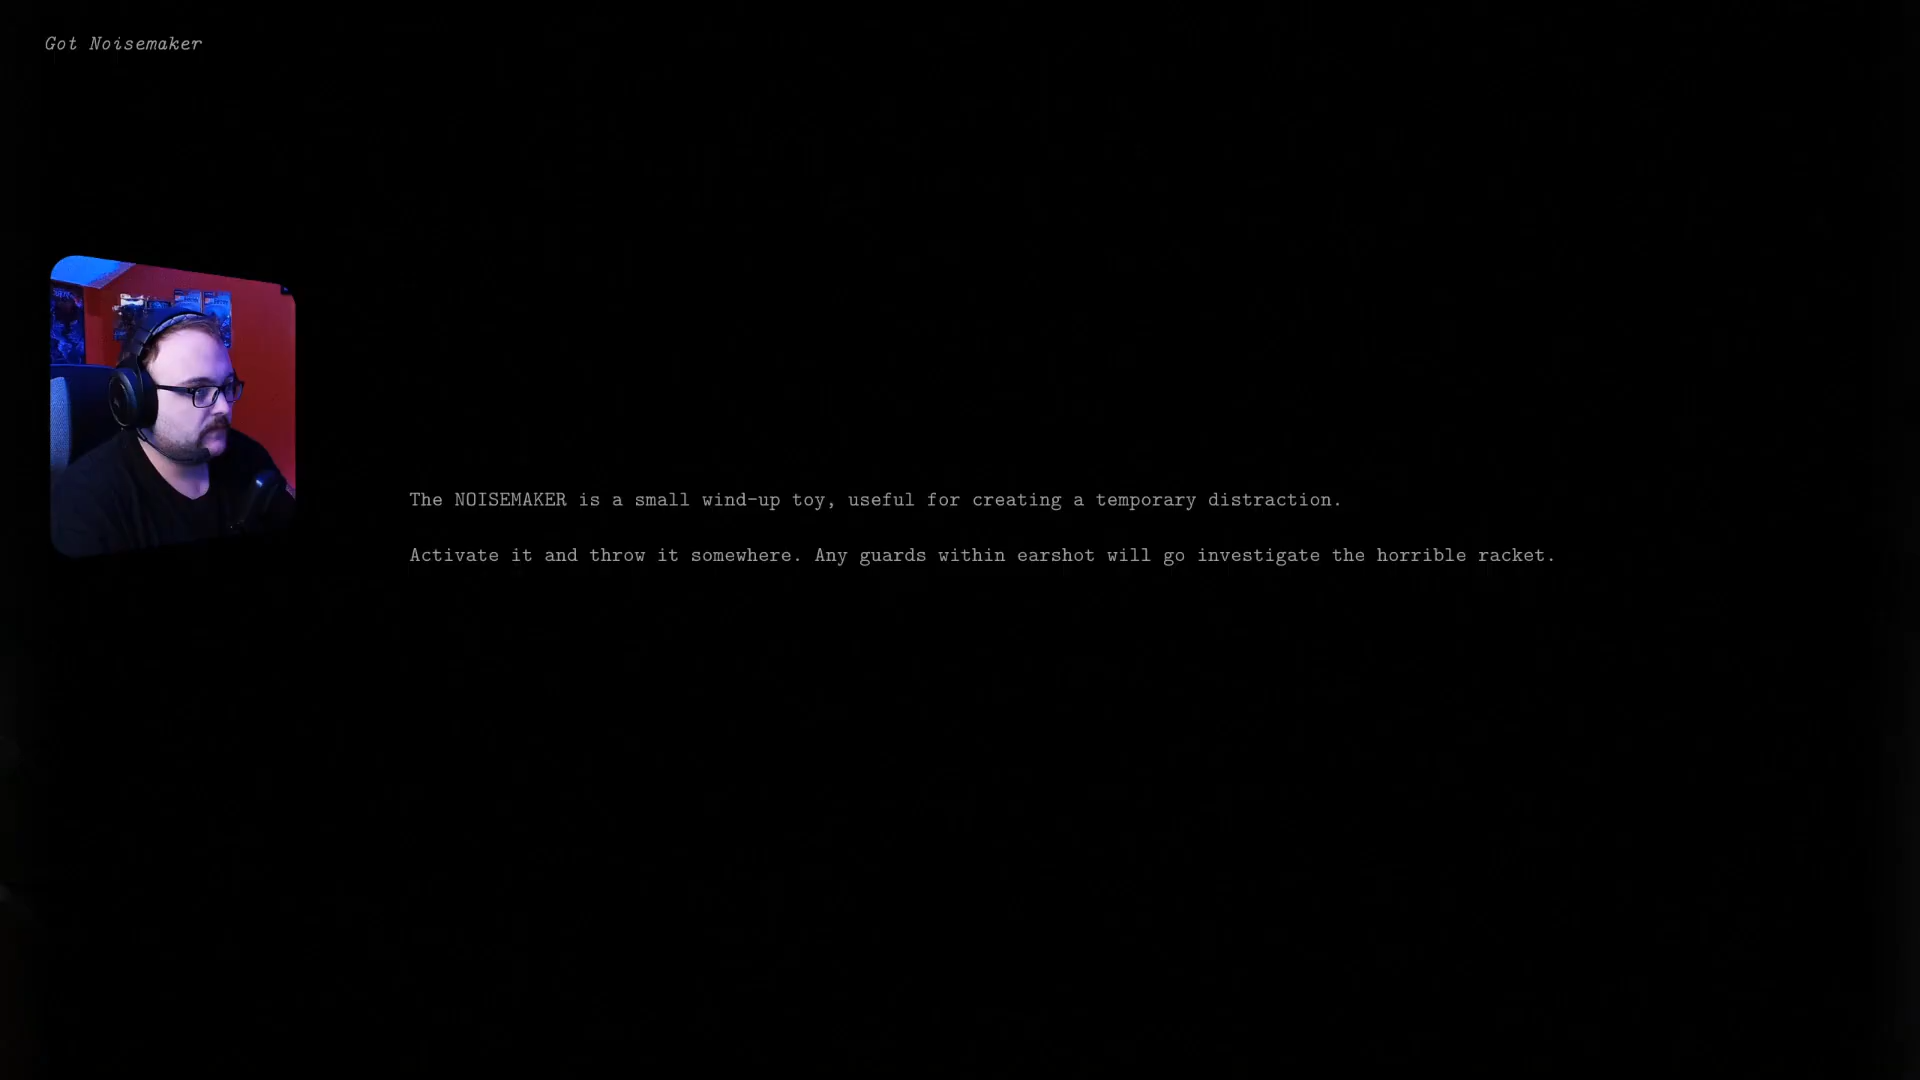 Got Noisemaker
The NOISEMAKER is a small wind-up toy, useful for creating a temporary distraction.
Activate it and throw it somewhere. Any guards within earshot will go investigate the horrible racket.